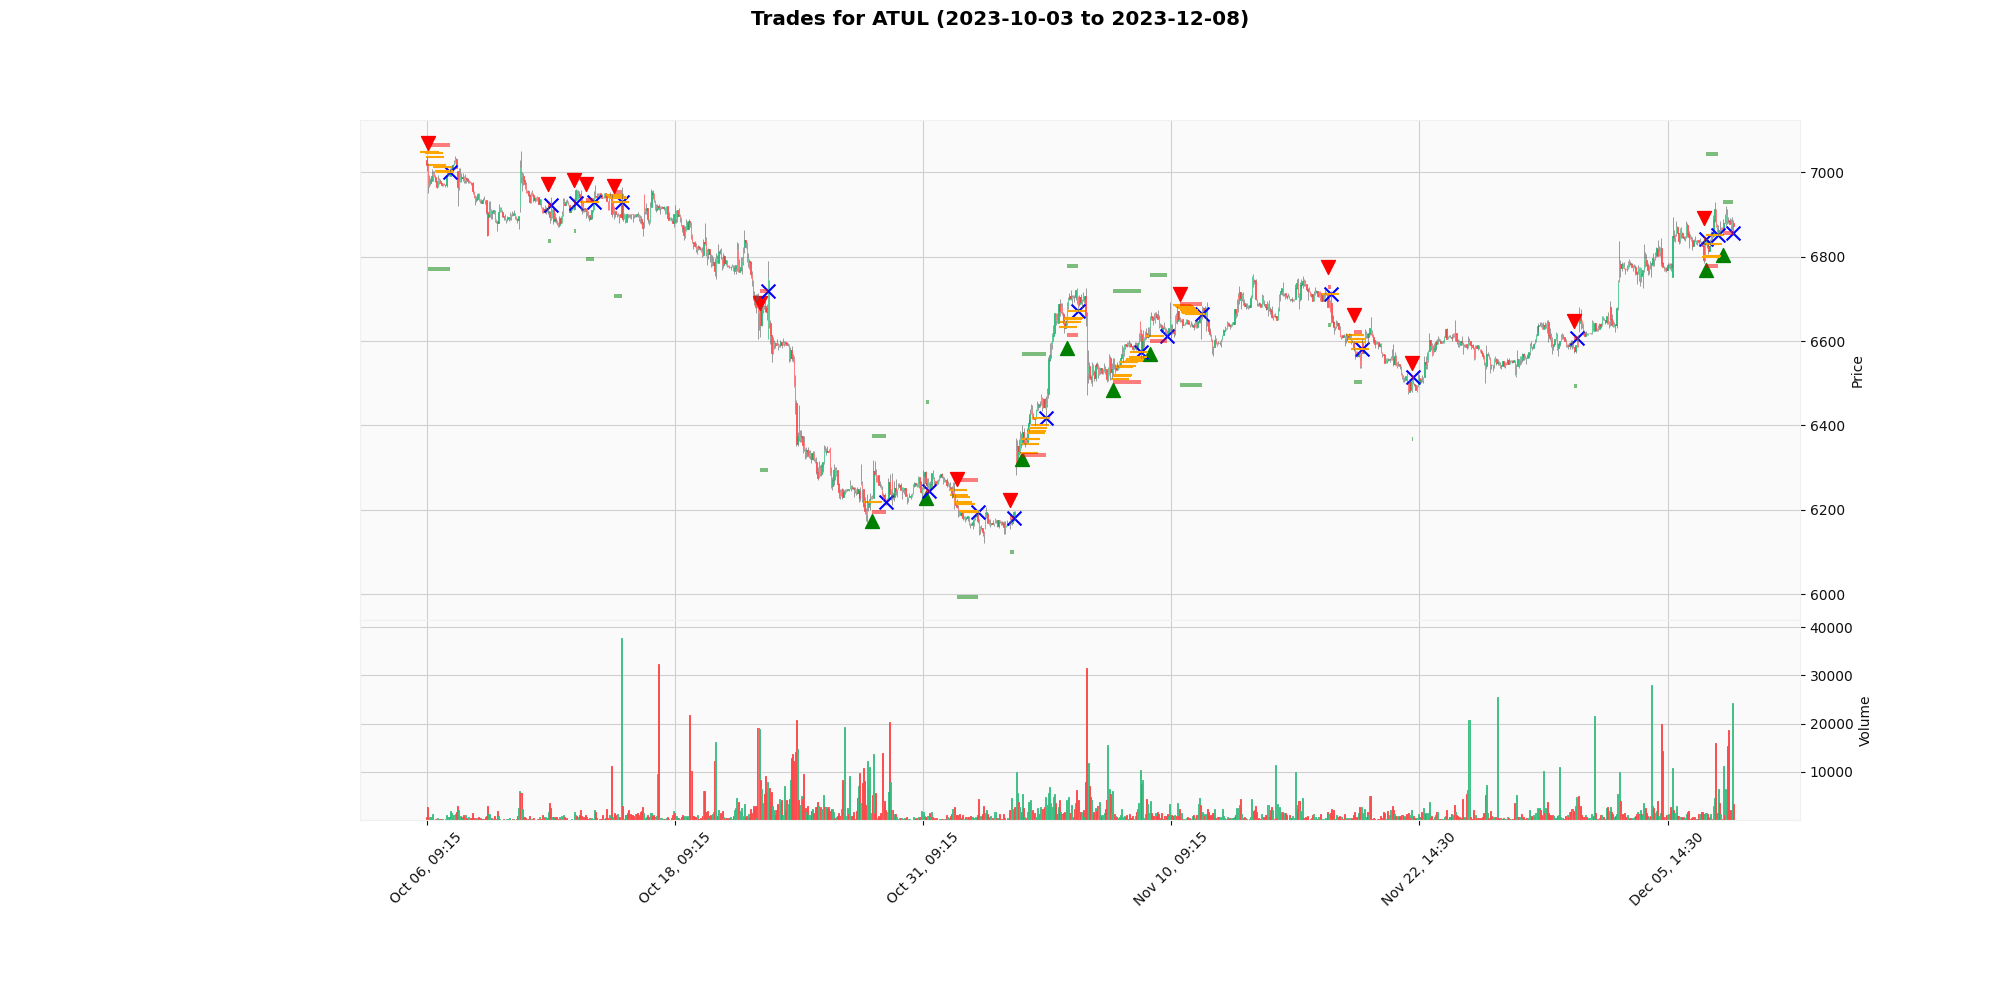 Trades for ATUL (2023-10-03 to 2023-12-08)
7000
6800
6600
6400
6200
6000
Price
40000
30000
20000
10000
Volume
Oct 06, 09:15
Oct 18, 09:15
Oct 31, 09:15
Nov 10, 09:15
Nov 22, 14:30
Dec 05, 14:30